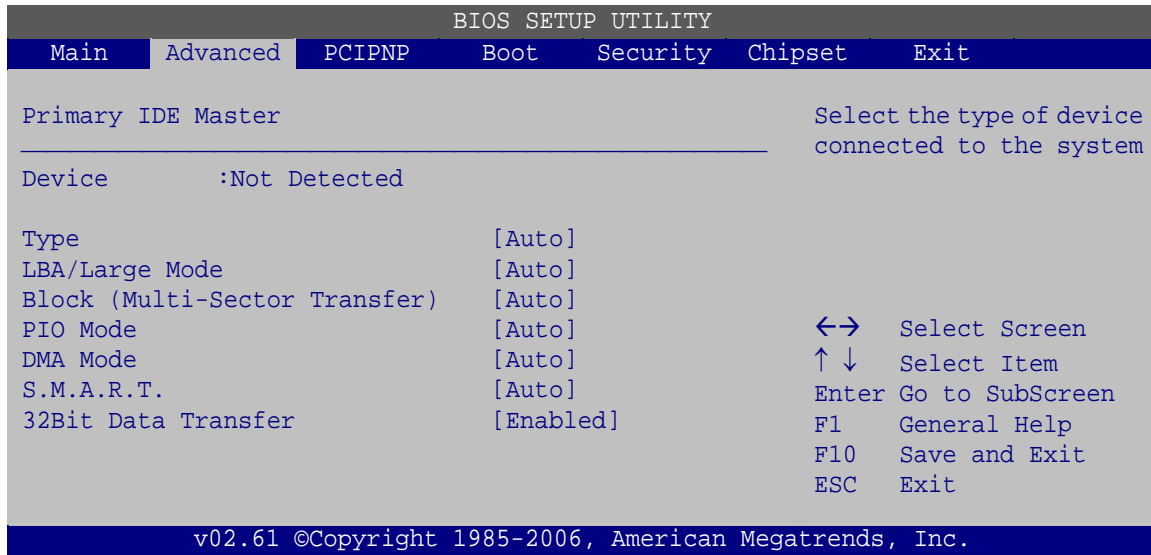 BIOS SETUP UTILITY
Main Advanced PCIPNP Boot Security Chipset Exit
Primary IDE Master
Device :Not Detected
Type [Auto]
LBA/Large Mode [Auto]
Block (Multi-Sector Transfer) [Auto]
PIO Mode [Auto]
DMA Mode [Auto]
S.M.A.R.T. [Auto]
32Bit Data Transfer [Enabled]
Select the type of device
connected to the system
←→ Select Screen
↑ ↓ Select Item
Enter Go to SubScreen
F1 General Help
F10 Save and Exit
ESC Exit
v02.61 ©Copyright 1985-2006, American Megatrends, Inc.